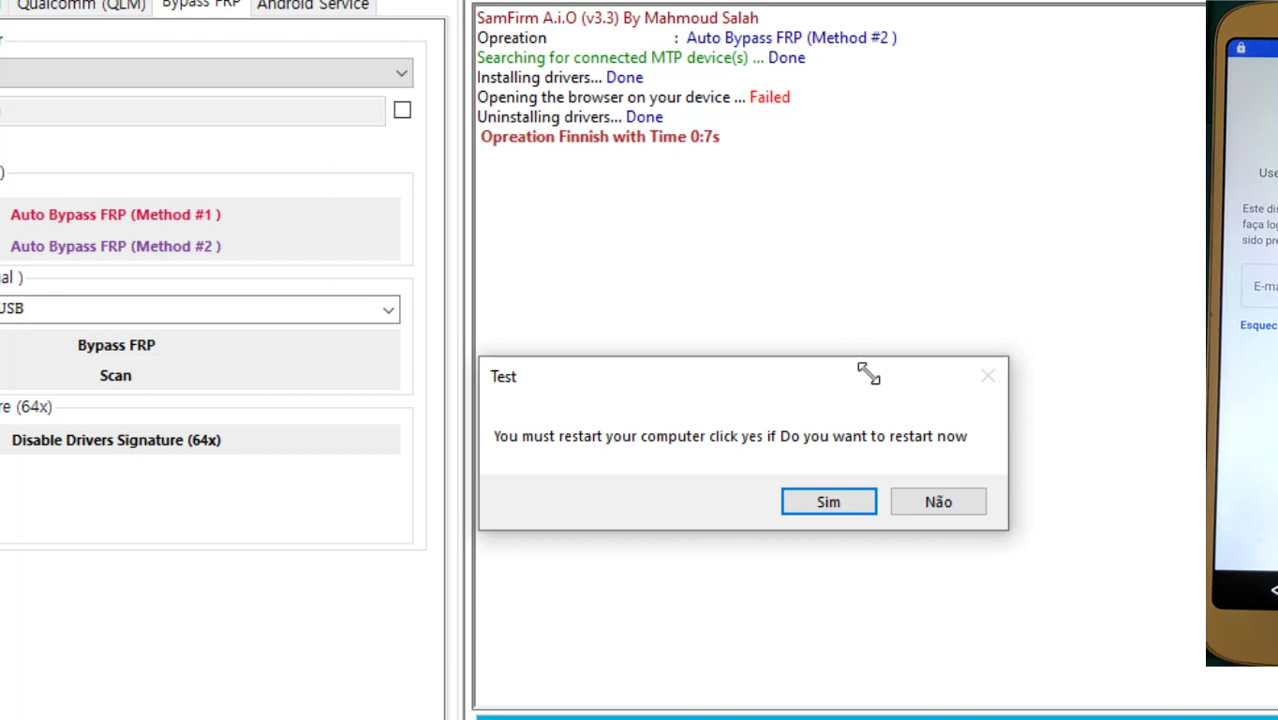 Qualcomm (QLM)
Bypass FRP
Android Service
Auto Bypass FRP (Method #1 )
Auto Bypass FRP (Method #2 )
USB
Bypass FRP
Scan
(64x)
Disable Drivers Signature (64x)
SamFirm A.i.O (v3.3) By Mahmoud Salah
Opreation : Auto Bypass FRP (Method #2 )
Searching for connected MTP device(s) ... Done
Installing drivers... Done
Opening the browser on your device ... Failed
Uninstalling drivers... Done
Opreation Finnish with Time 0:7s
Test
You must restart your computer click yes if Do you want to restart now
Sim
Não
Use
Este dis
faça log
sido pre
E-ma
Esquec